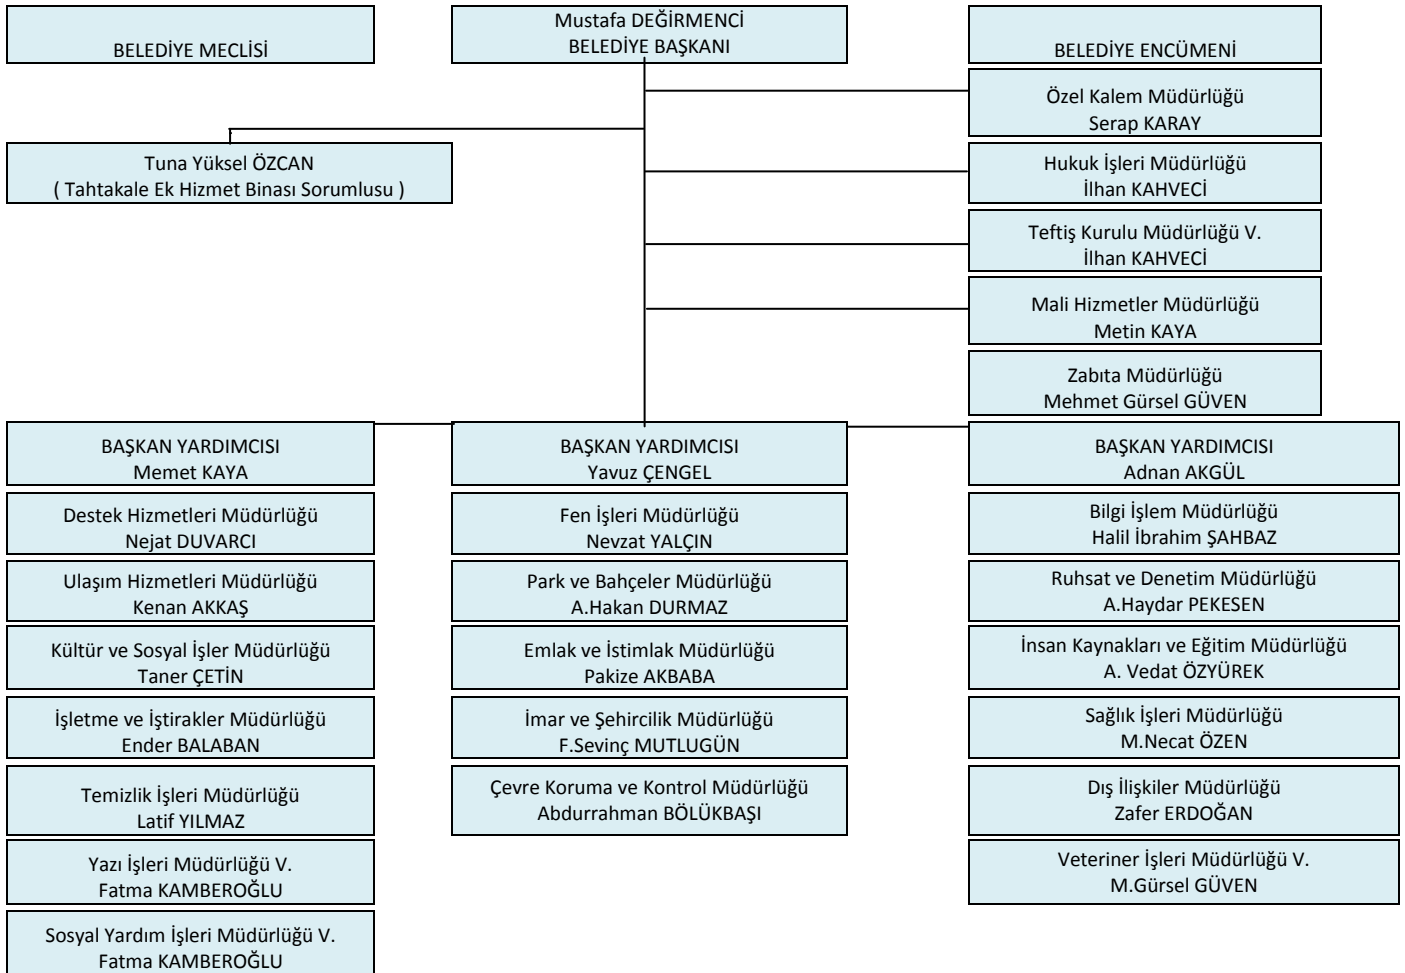 BELEDİYE MECLİSİ
Mustafa DEĞİRMENCİ
BELEDİYE BAŞKANI
BELEDİYE ENCÜMENİ
Özel Kalem Müdürlüğü
Serap KARAY
Tuna Yüksel ÖZCAN
( Tahtakale Ek Hizmet Binası Sorumlusu )
Hukuk İşleri Müdürlüğü
İlhan KAHVECİ
Teftiş Kurulu Müdürlüğü V.
İlhan KAHVECİ
Mali Hizmetler Müdürlüğü
Metin KAYA
Zabıta Müdürlüğü
Mehmet Gürsel GÜVEN
BAŞKAN YARDIMCISI
Memet KAYA
Destek Hizmetleri Müdürlüğü
Nejat DUVARCI
Ulaşım Hizmetleri Müdürlüğü
Kenan AKKAŞ
Kültür ve Sosyal İşler Müdürlüğü
Taner ÇETİN
İşletme ve İştirakler Müdürlüğü
Ender BALABAN
Temizlik İşleri Müdürlüğü
Latif YILMAZ
Yazı İşleri Müdürlüğü V.
Fatma KAMBEROĞLU
Sosyal Yardım İşleri Müdürlüğü V.
Fatma KAMBEROĞLU
BAŞKAN YARDIMCISI
Yavuz ÇENGEL
Fen İşleri Müdürlüğü
Nevzat YALÇIN
Park ve Bahçeler Müdürlüğü
A.Hakan DURMAZ
Emlak ve İstimlak Müdürlüğü
Pakize AKBABA
İmar ve Şehircilik Müdürlüğü
F.Sevinç MUTLUGÜN
Çevre Koruma ve Kontrol Müdürlüğü
Abdurrahman BÖLÜKBAŞI
BAŞKAN YARDIMCISI
Adnan AKGÜL
Bilgi İşlem Müdürlüğü
Halil İbrahim ŞAHBAZ
Ruhsat ve Denetim Müdürlüğü
A.Haydar PEKESEN
İnsan Kaynakları ve Eğitim Müdürlüğü
A. Vedat ÖZYÜREK
Sağlık İşleri Müdürlüğü
M.Necat ÖZEN
Dış İlişkiler Müdürlüğü
Zafer ERDOĞAN
Veteriner İşleri Müdürlüğü V.
M.Gürsel GÜVEN